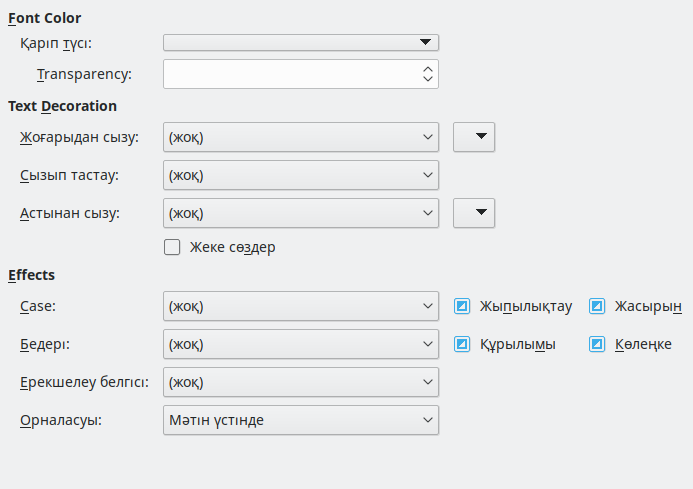 Font Color
Қаріп түсі:
Transparency:
Text Decoration
Жоғарыдан сызу: (жоқ)
Сызып тастау: (жоқ)
Астынан сызу: (жоқ)
Жеке сөздер
Effects
Case: (жоқ) Жыпылықтау Жасырын
Бедері: (жоқ) Құрылымы Көлеңке
Ерекшелеу белгісі: (жоқ)
Орналасуы: Мәтін үстінде